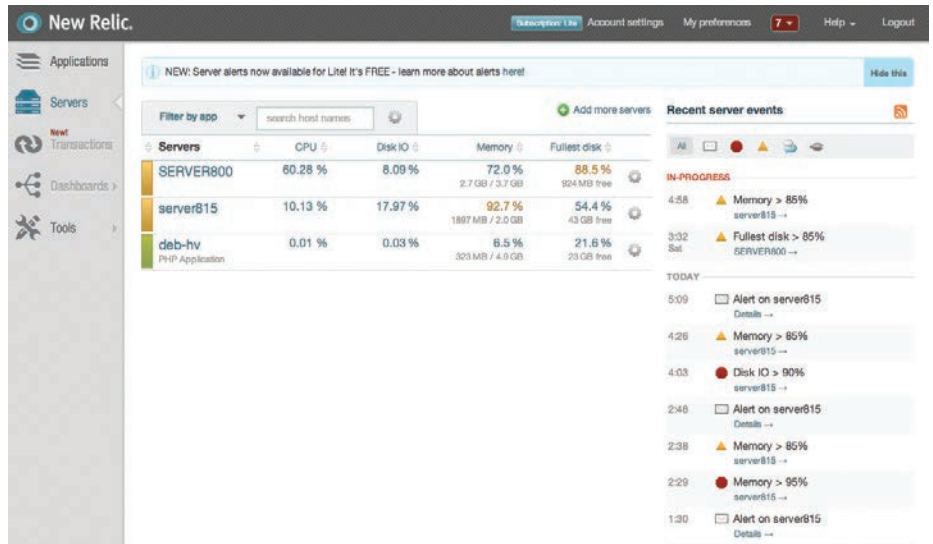 New Relic.
Subscription: Lite Account settings My preferences 7 Help Logout
Applications
Servers
New!
Transactions
Dashboards
Tools
NEW: Server alerts now available for Lite! It's FREE - learn more about alerts here!
Hide this
Filter by app
search host names
Add more servers
Servers CPU Disk IO Memory Fullest disk
SERVER800 60.28 % 8.09 % 72.0 % 88.5 %
2.7 GB / 3.7 GB 924 MB free
server815 10.13 % 17.97 % 92.7 % 54.4 %
1897 MB / 2.0 GB 43 GB free
deb-hv 0.01 % 0.03 % 6.5 % 21.6 %
PHP Application 323 MB / 4.9 GB 23 GB free
Recent server events
All
IN-PROGRESS
4:58 Memory > 85%
server815 →
3:32 Fullest disk > 85%
Sat SERVER800 →
TODAY
5:09 Alert on server815
Details →
4:26 Memory > 85%
server815 →
4:03 Disk IO > 90%
server815 →
2:48 Alert on server815
Details →
2:38 Memory > 85%
server815 →
2:29 Memory > 95%
server815 →
1:30 Alert on server815
Details →